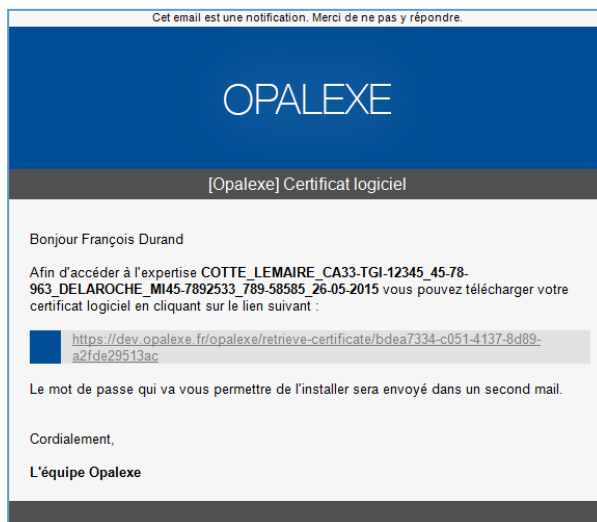 Cet email est une notification. Merci de ne pas y répondre.
OPALEXE
[Opalexe] Certificat logiciel
Bonjour François Durand
Afin d'accéder à l'expertise COTTE_LEMAIRE_CA33-TGI-12345_45-78-
963_DELAROCHE_MI45-7892533_789-58585_26-05-2015 vous pouvez télécharger votre
certificat logiciel en cliquant sur le lien suivant :
https://dev.opalexe.fr/opalexe/retrieve-certificate/bdea7334-c051-4137-8d89-
a2fde29513ac
Le mot de passe qui va vous permettre de l'installer sera envoyé dans un second mail.
Cordialement,
L'équipe Opalexe